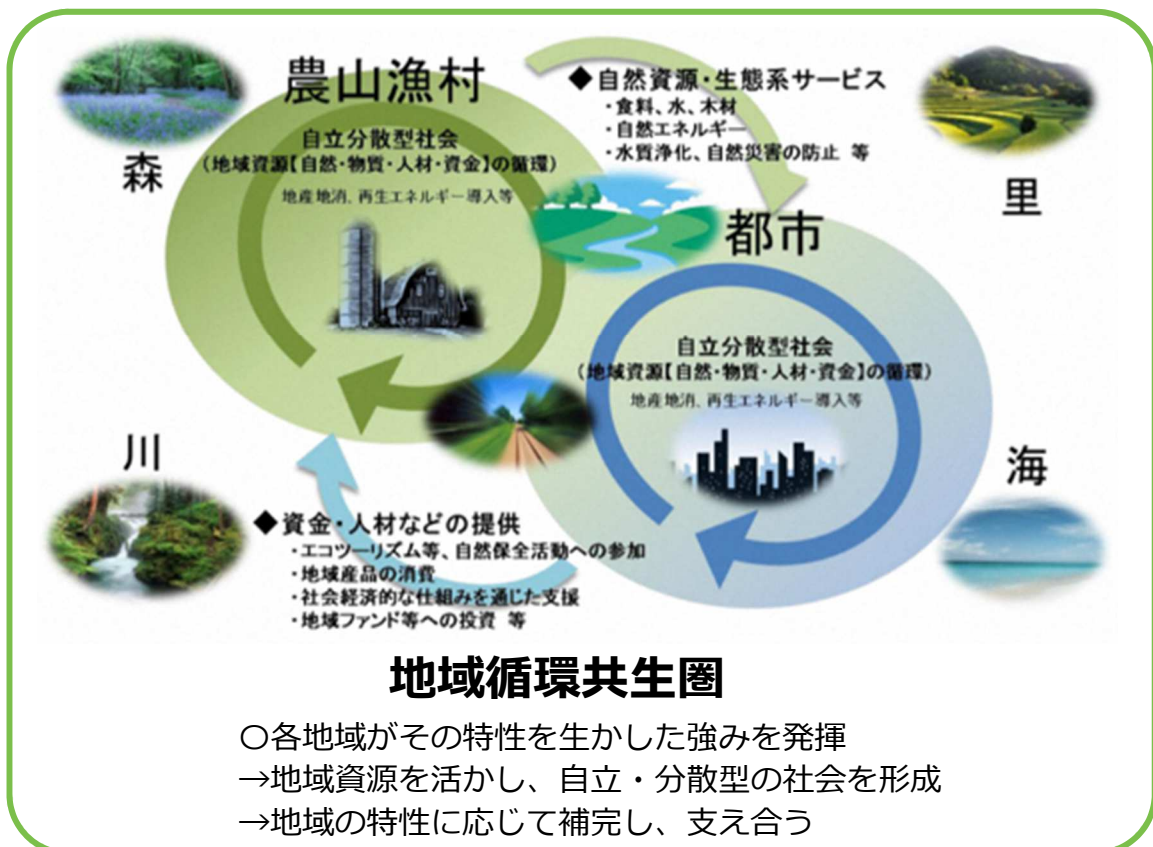 農山漁村
◆自然資源・生態系サービス
・食料、水、木材
・自然エネルギー
・水質浄化、自然災害の防止 等
森
自立分散型社会
(地域資源【自然・物質・人材・資金】の循環)
地産地消、再生エネルギー導入等
里
都市
自立分散型社会
(地域資源【自然・物質・人材・資金】の循環)
地産地消、再生エネルギー導入等
川
海
◆資金・人材などの提供
・エコツーリズム等、自然保全活動への参加
・地域産品の消費
・社会経済的な仕組みを通じた支援
・地域ファンド等への投資 等
地域循環共生圏
〇各地域がその特性を生かした強みを発揮
→地域資源を活かし、自立・分散型の社会を形成
→地域の特性に応じて補完し、支え合う